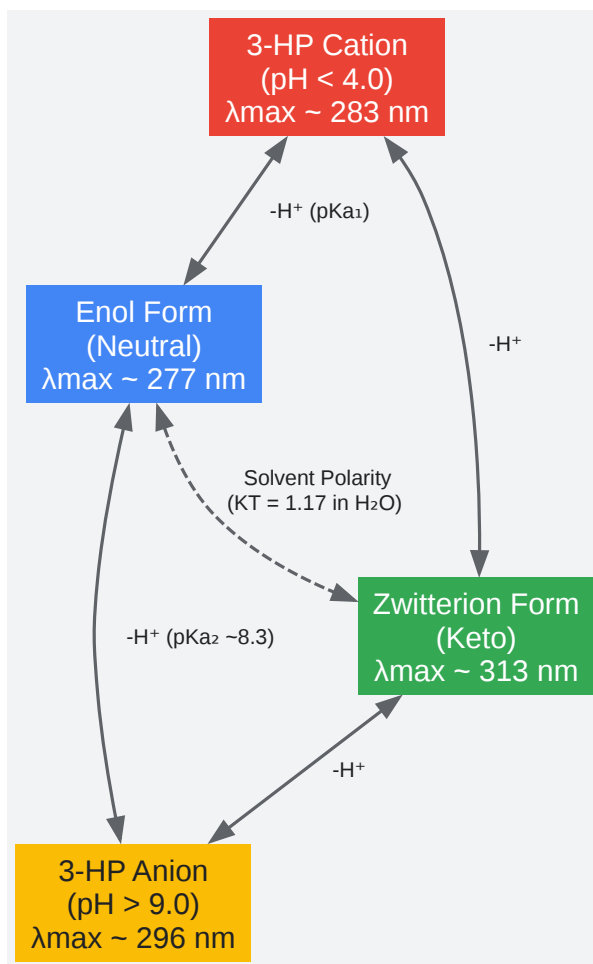 3-HP Cation
(pH < 4.0)
λmax ~ 283 nm
-H⁺ (pKa₁)
Enol Form
(Neutral)
λmax ~ 277 nm
-H⁺
Solvent Polarity
(KT = 1.17 in H₂O)
Zwitterion Form
(Keto)
λmax ~ 313 nm
-H⁺ (pKa₂ ~8.3)
-H⁺
3-HP Anion
(pH > 9.0)
λmax ~ 296 nm